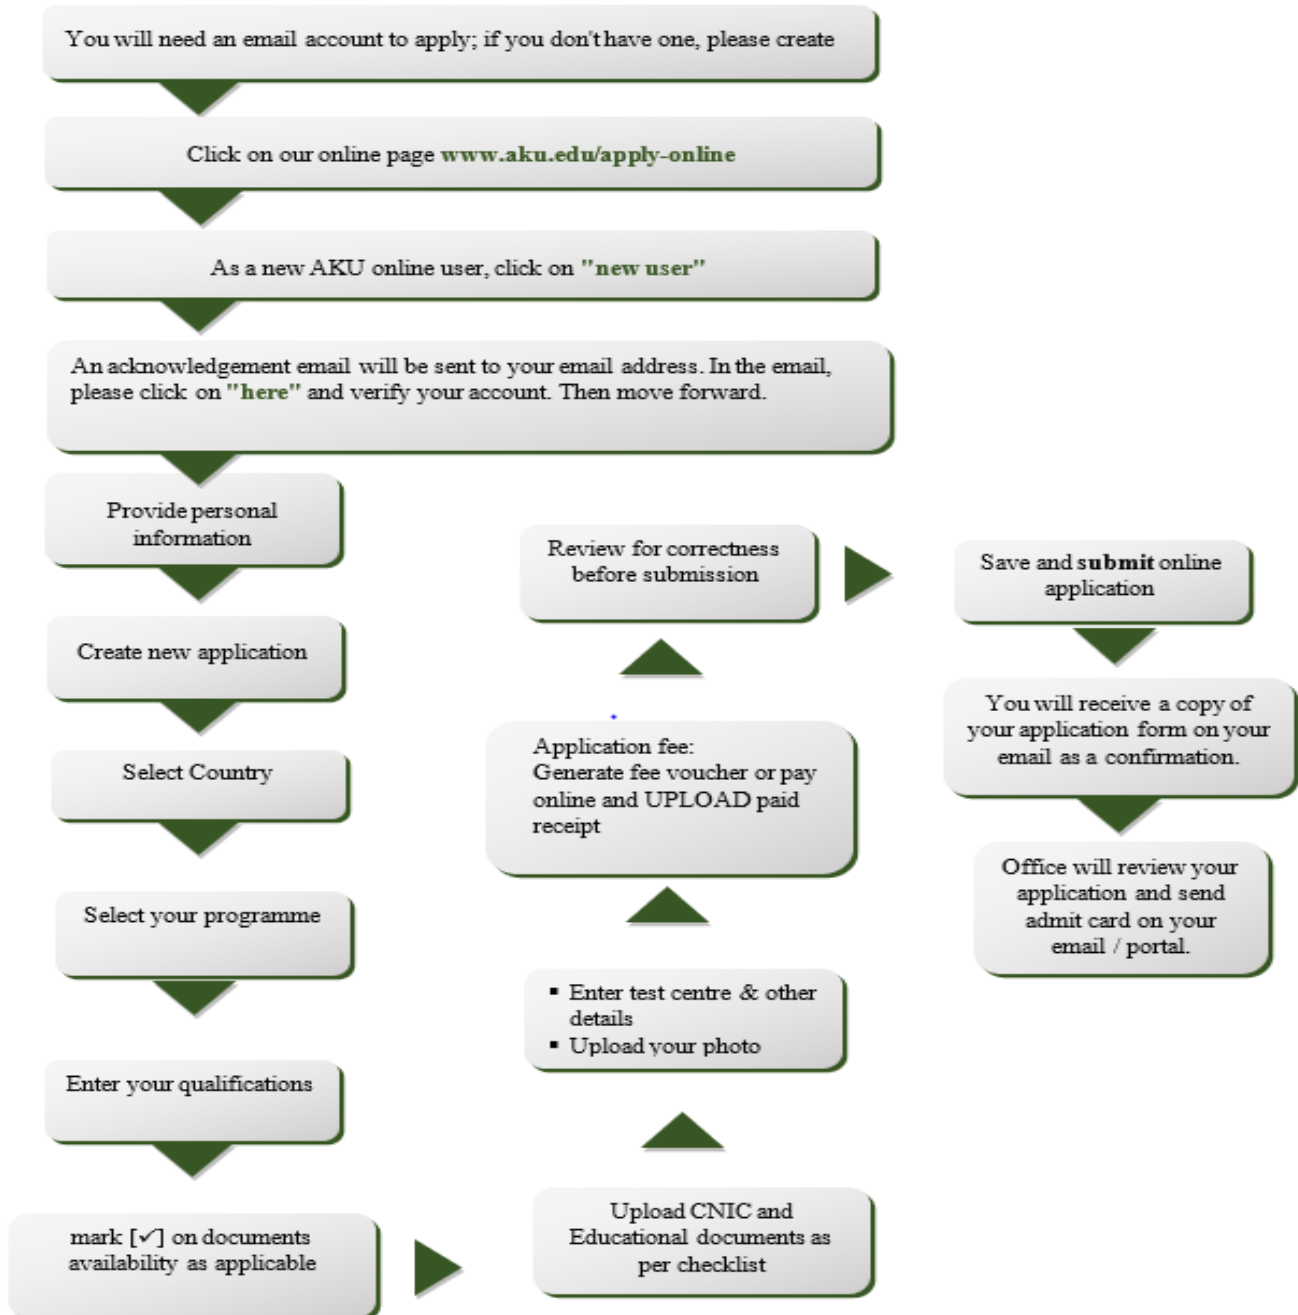 You will need an email account to apply; if you don't have one, please create
Click on our online page www.aku.edu/apply-online
As a new AKU online user, click on "new user"
An acknowledgement email will be sent to your email address. In the email,
please click on "here" and verify your account. Then move forward.
Provide personal
information
Create new application
Select Country
Select your programme
Enter your qualifications
mark [✓] on documents
availability as applicable
Upload CNIC and
Educational documents as
per checklist
▪ Enter test centre & other
details
▪ Upload your photo
Application fee:
Generate fee voucher or pay
online and UPLOAD paid
receipt
Review for correctness
before submission
Save and submit online
application
You will receive a copy of
your application form on your
email as a confirmation.
Office will review your
application and send
admit card on your
email / portal.